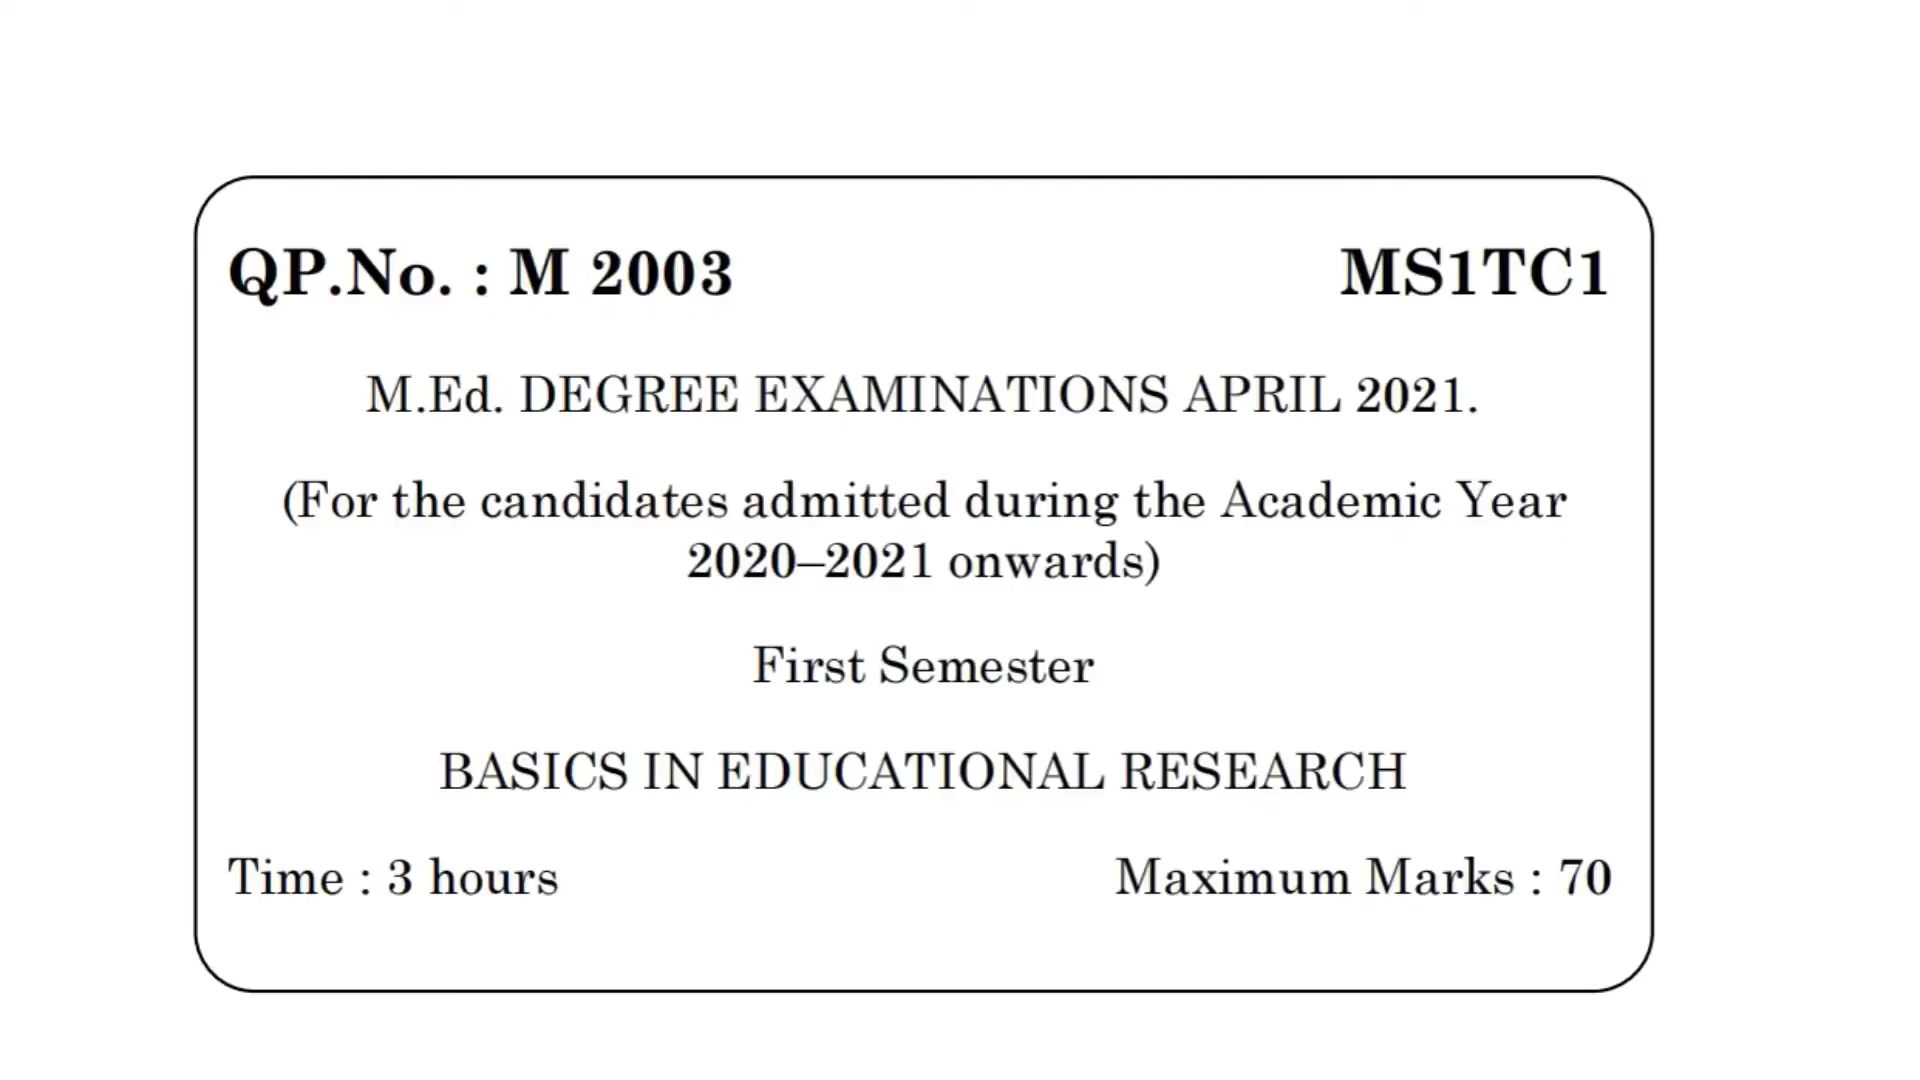 QP.No. : M 2003 MS1TC1
M.Ed. DEGREE EXAMINATIONS APRIL 2021.
(For the candidates admitted during the Academic Year
2020–2021 onwards)
First Semester
BASICS IN EDUCATIONAL RESEARCH
Time : 3 hours Maximum Marks : 70